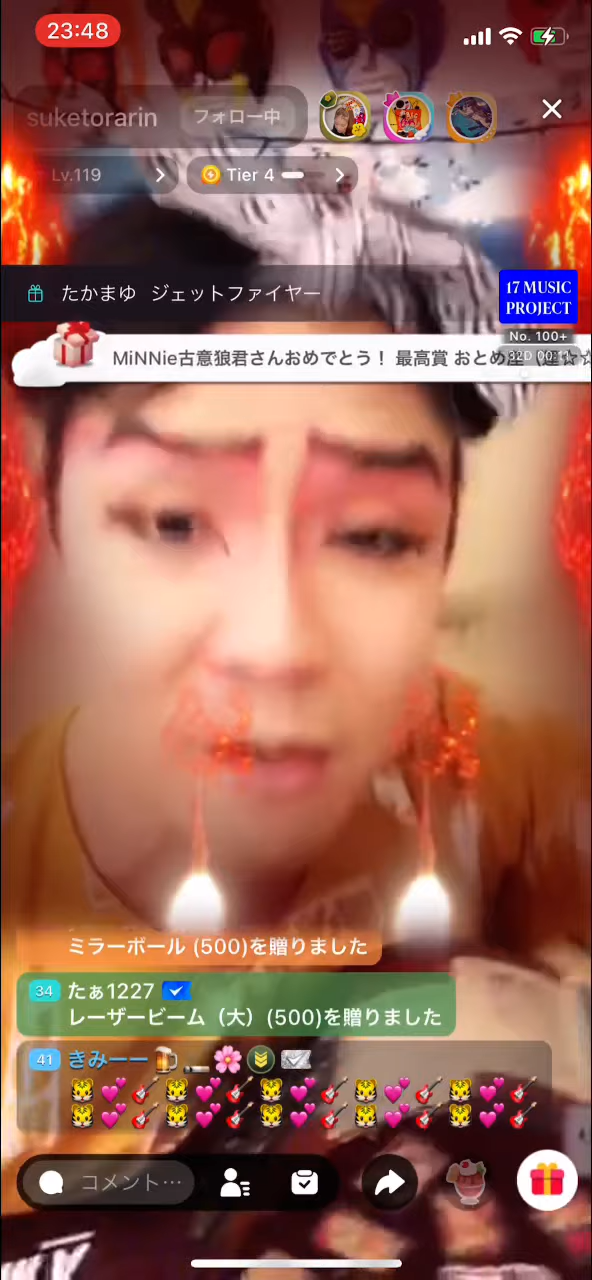 23:48
suketorarin フォロー中
Lv.119 Tier 4
たかまゆ ジェットファイヤー
17 MUSIC
PROJECT
No. 100+
32D 00:11
MiNNie古意狼君さんおめでとう！ 最高賞 おとめ座
ミラーボール (500)を贈りました
34 たぁ1227
レーザービーム（大）(500)を贈りました
41 きみーー🍺🚬🌸
🐯💕🎸🐯💕🎸🐯💕🎸🐯💕🎸🐯💕🎸
🐯💕🎸🐯💕🎸🐯💕🎸🐯💕🎸🐯💕🎸
コメント…